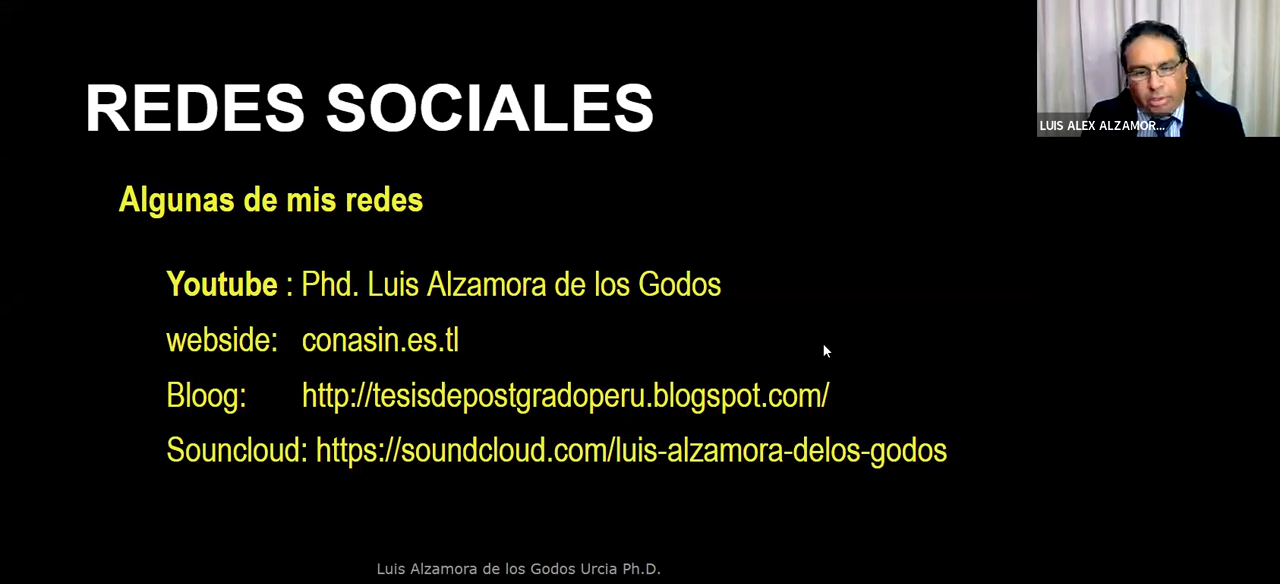 REDES SOCIALES
LUIS ALEX ALZAMOR...
Algunas de mis redes
Youtube : Phd. Luis Alzamora de los Godos
webside: conasin.es.tl
Bloog: http://tesisdepostgradoperu.blogspot.com/
Souncloud: https://soundcloud.com/luis-alzamora-delos-godos
Luis Alzamora de los Godos Urcia Ph.D.